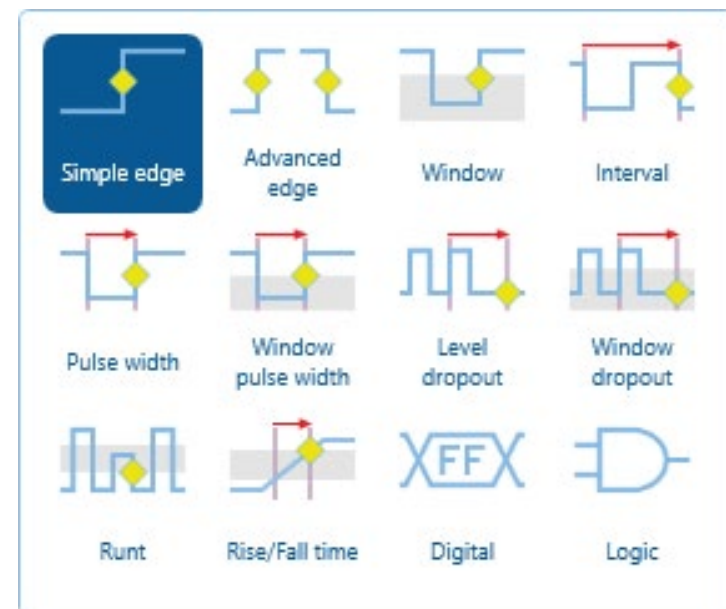 Simple edge
Advanced
edge
Window
Interval
Pulse width
Window
pulse width
Level
dropout
Window
dropout
FF
Runt
Rise/Fall time
Digital
Logic